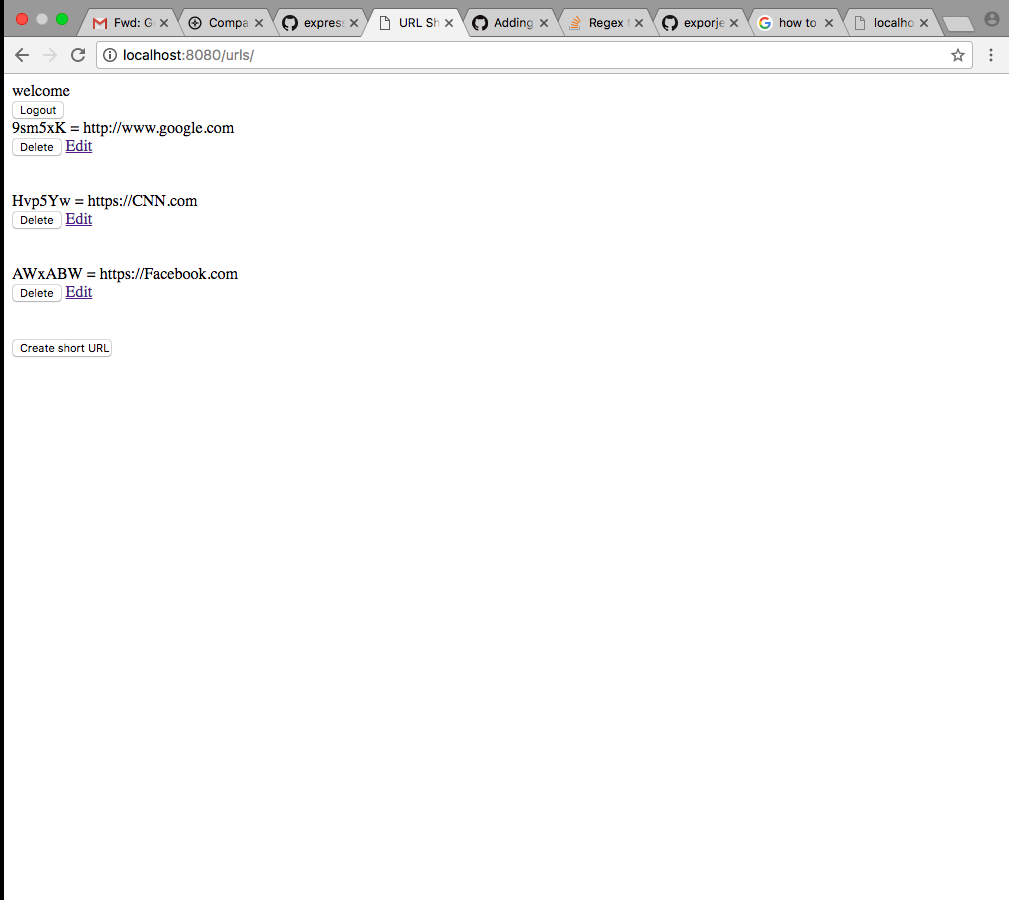 Fwd: G Compa express URL Sh Adding Regex exporje how to localho
localhost:8080/urls/
welcome
Logout
9sm5xK = http://www.google.com
Delete Edit
Hvp5Yw = https://CNN.com
Delete Edit
AWxABW = https://Facebook.com
Delete Edit
Create short URL